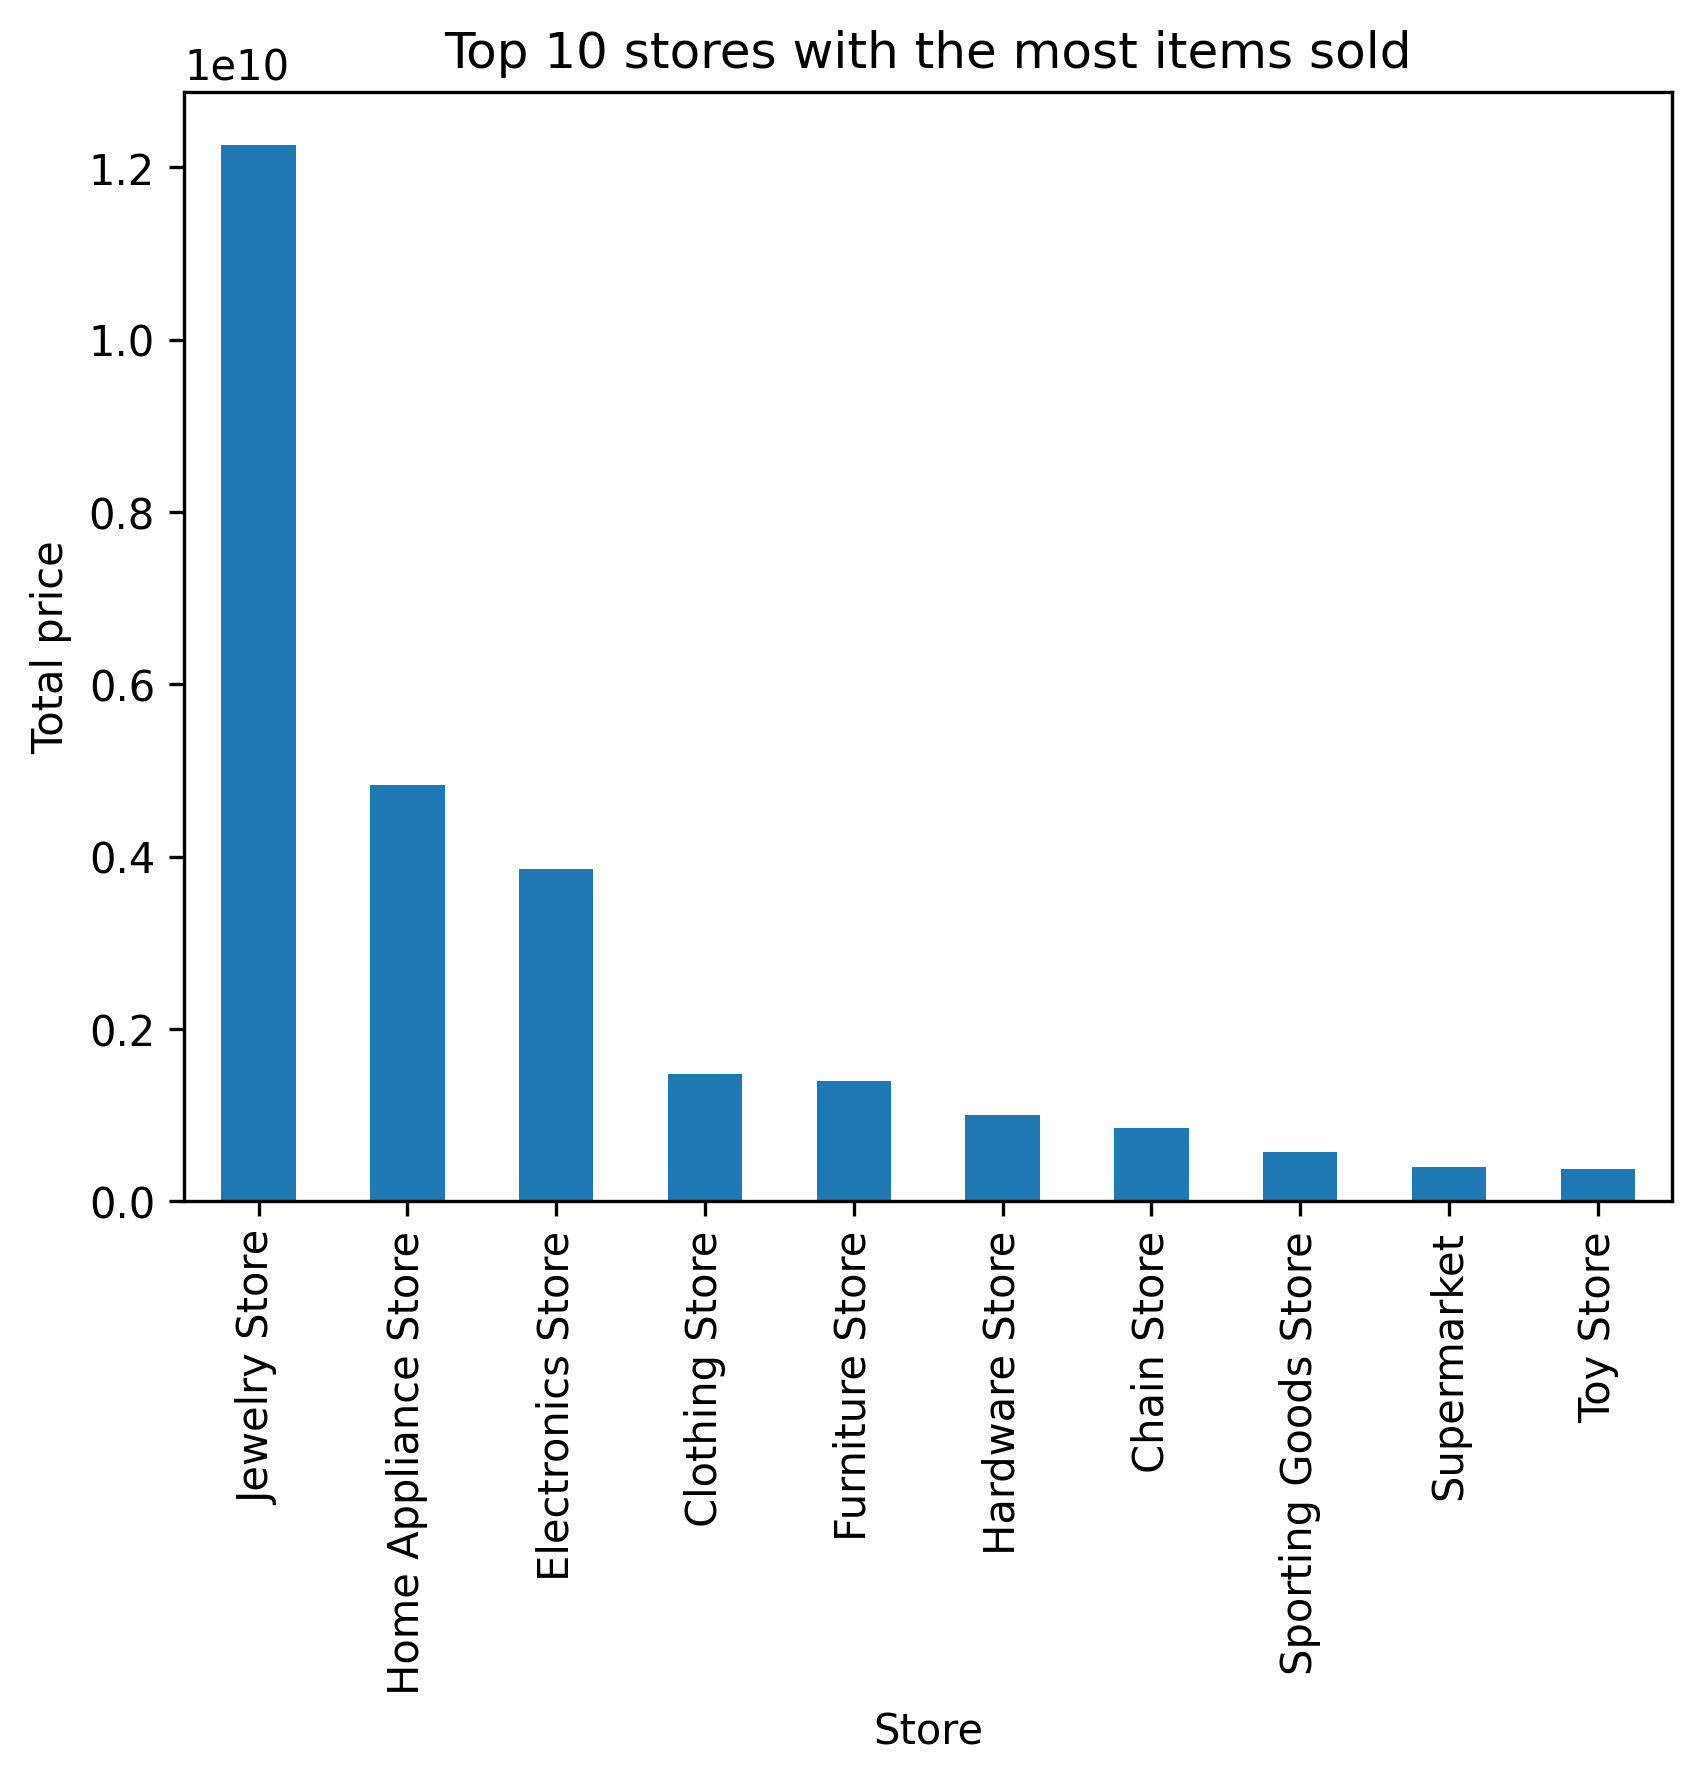 Top 10 stores with the most items sold
1e10
1.2
1.0
0.8
0.6
0.4
0.2
0.0
Total price
Jewelry Store
Home Appliance Store
Electronics Store
Clothing Store
Furniture Store
Hardware Store
Chain Store
Sporting Goods Store
Supermarket
Toy Store
Store